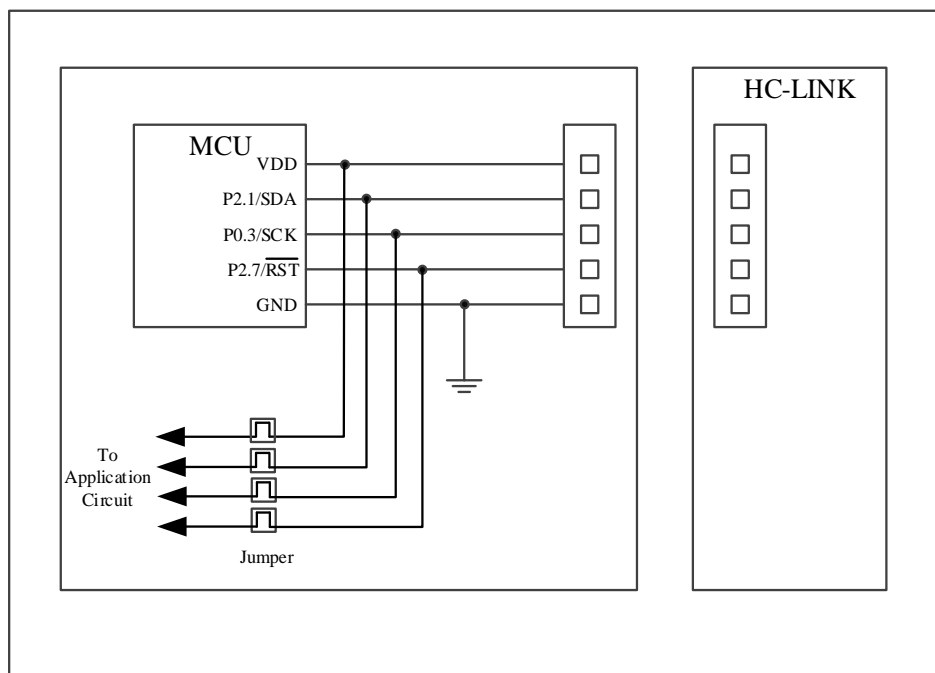 HC-LINK
MCU
VDD
P2.1/SDA
P0.3/SCK
P2.7/RST
GND
To
Application
Circuit
Jumper